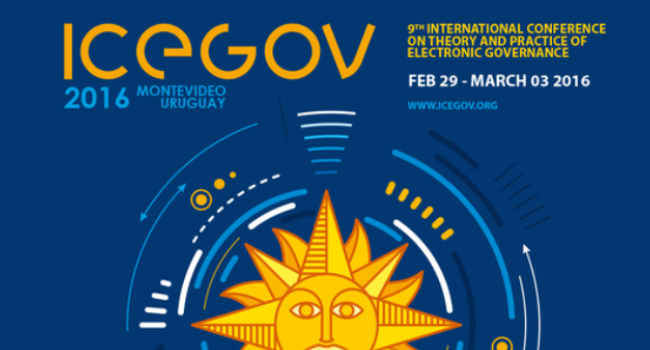 ICEGOV
2016 MONTEVIDEO
URUGUAY
9TH INTERNATIONAL CONFERENCE
ON THEORY AND PRACTICE OF
ELECTRONIC GOVERNANCE
FEB 29 - MARCH 03 2016
WWW.ICEGOV.ORG